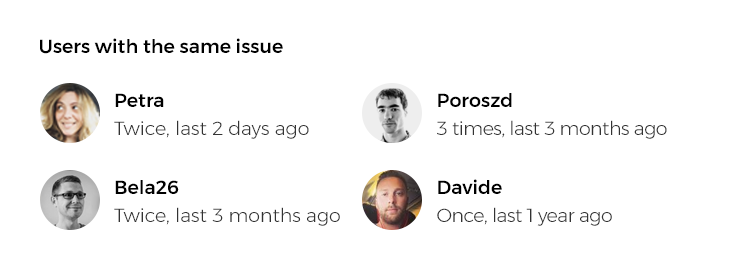 Users with the same issue
Petra
Twice, last 2 days ago
Poroszd
3 times, last 3 months ago
Bela26
Twice, last 3 months ago
Davide
Once, last 1 year ago